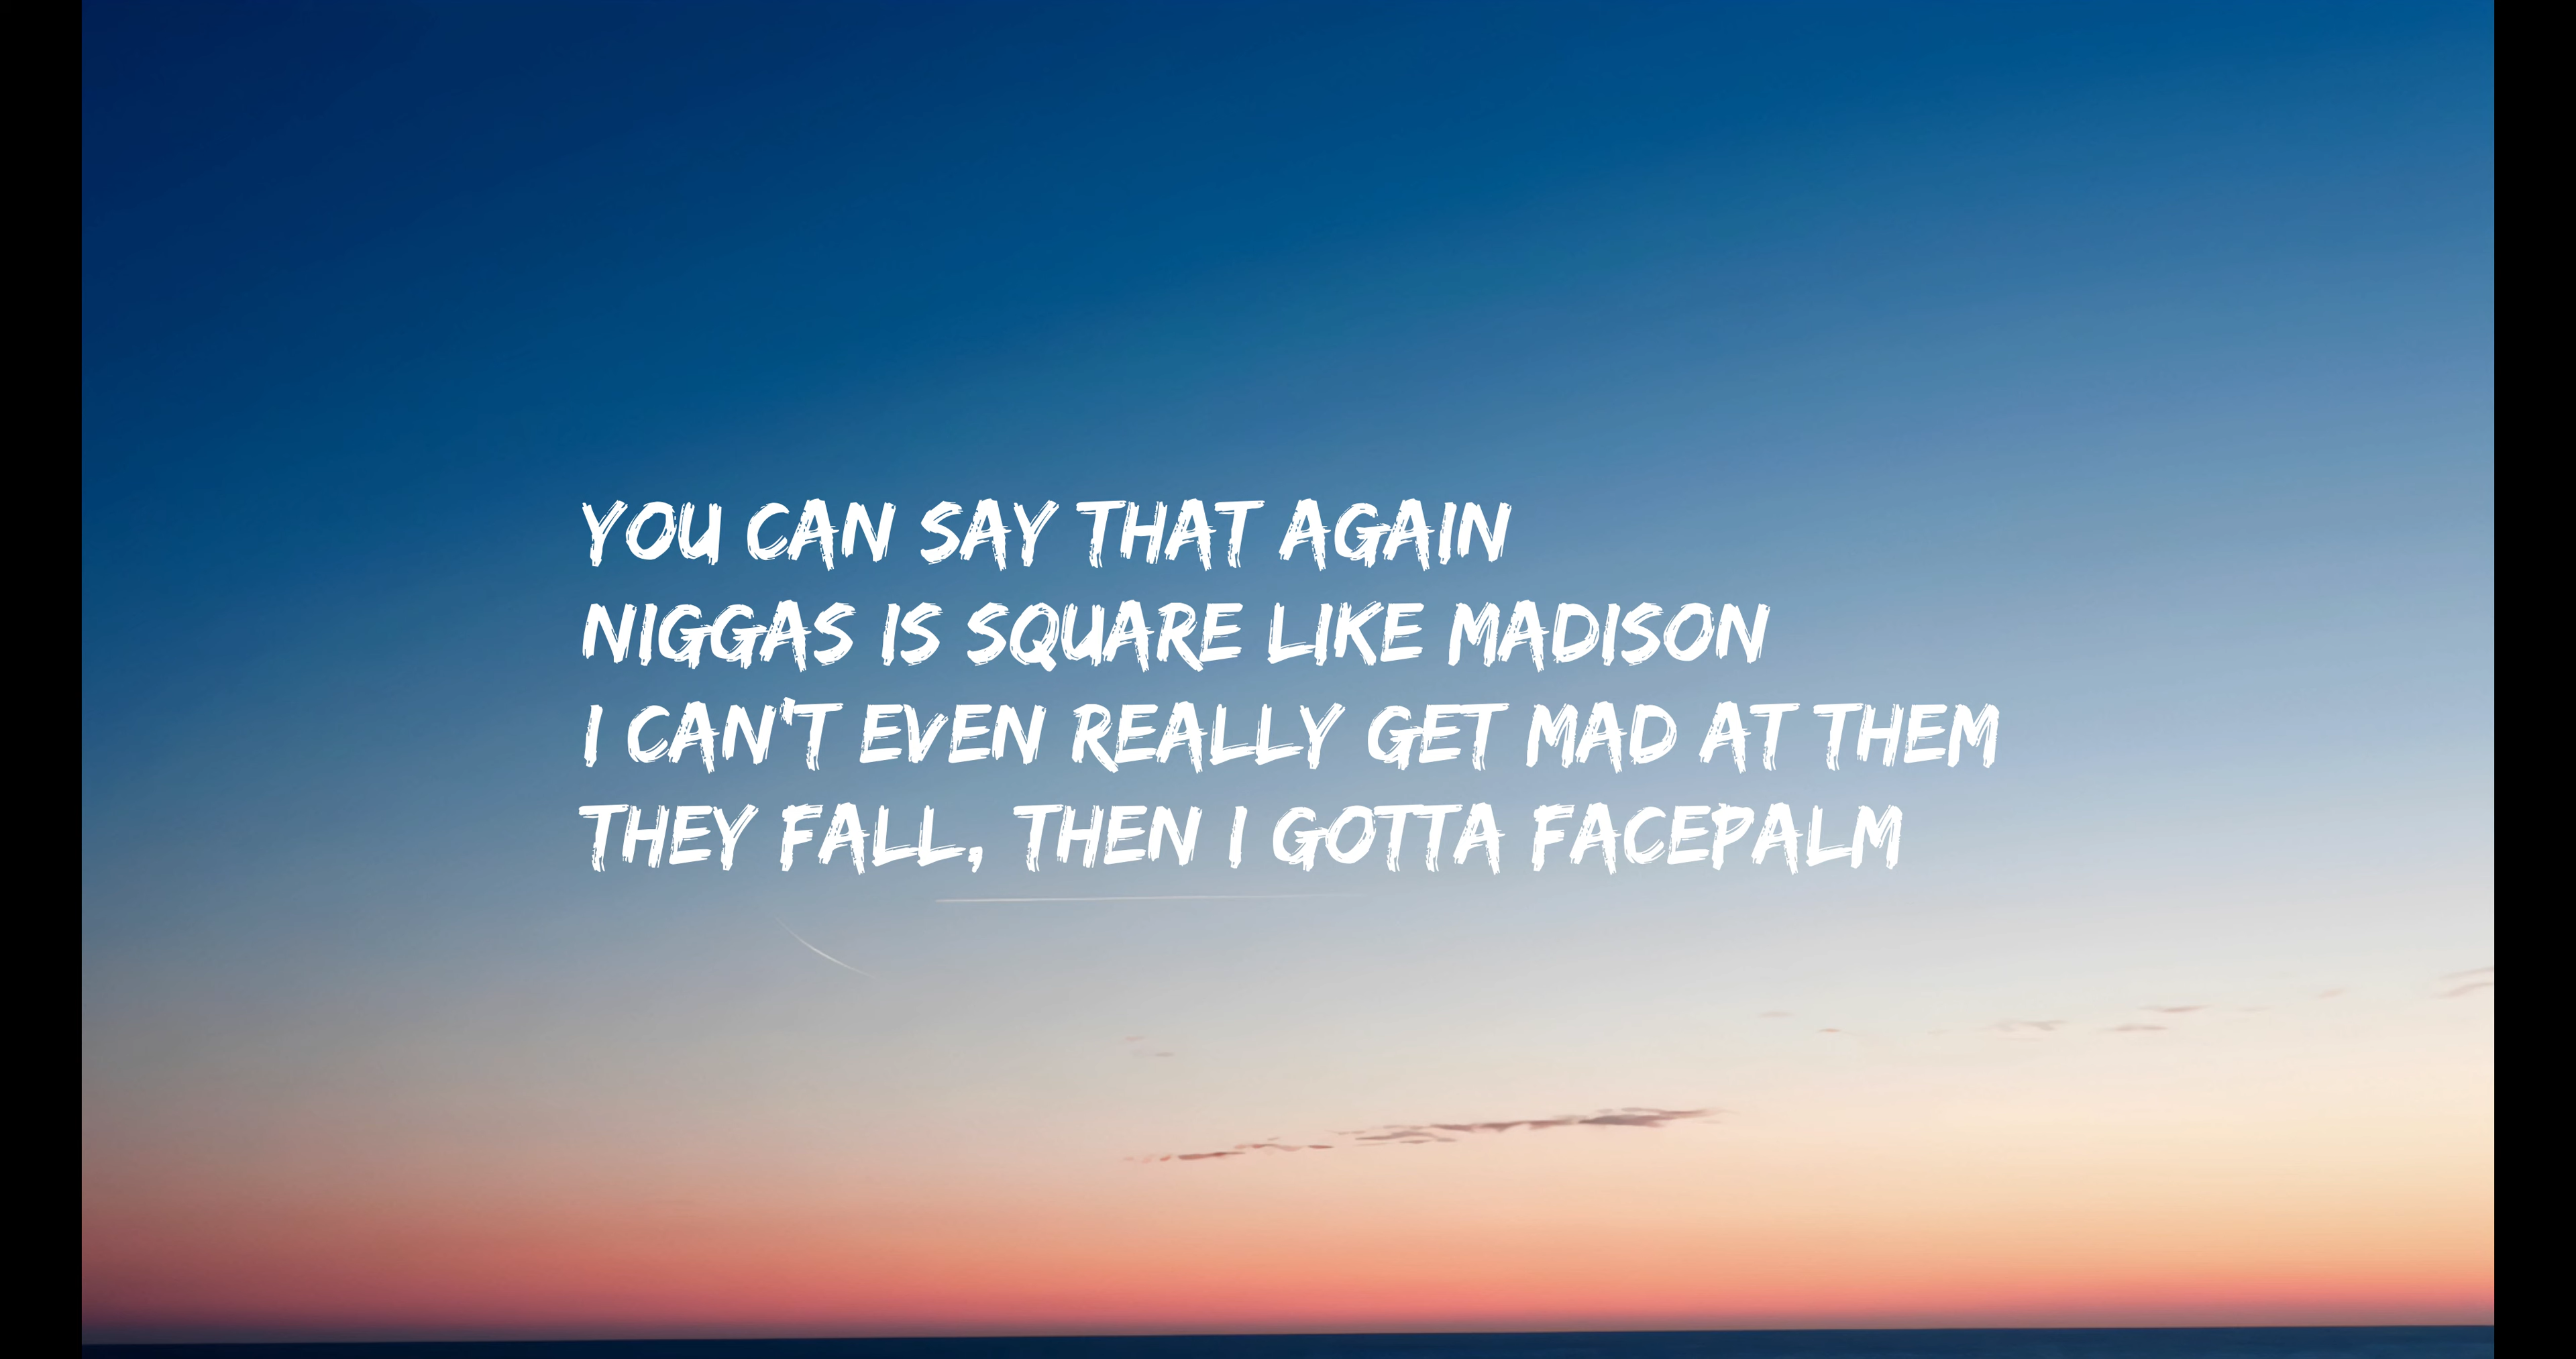 YOU CAN SAY THAT AGAIN
NIGGAS IS SQUARE LIKE MADISON
I CAN'T EVEN REALLY GET MAD AT THEM
THEY FALL, THEN I GOTTA FACEPALM